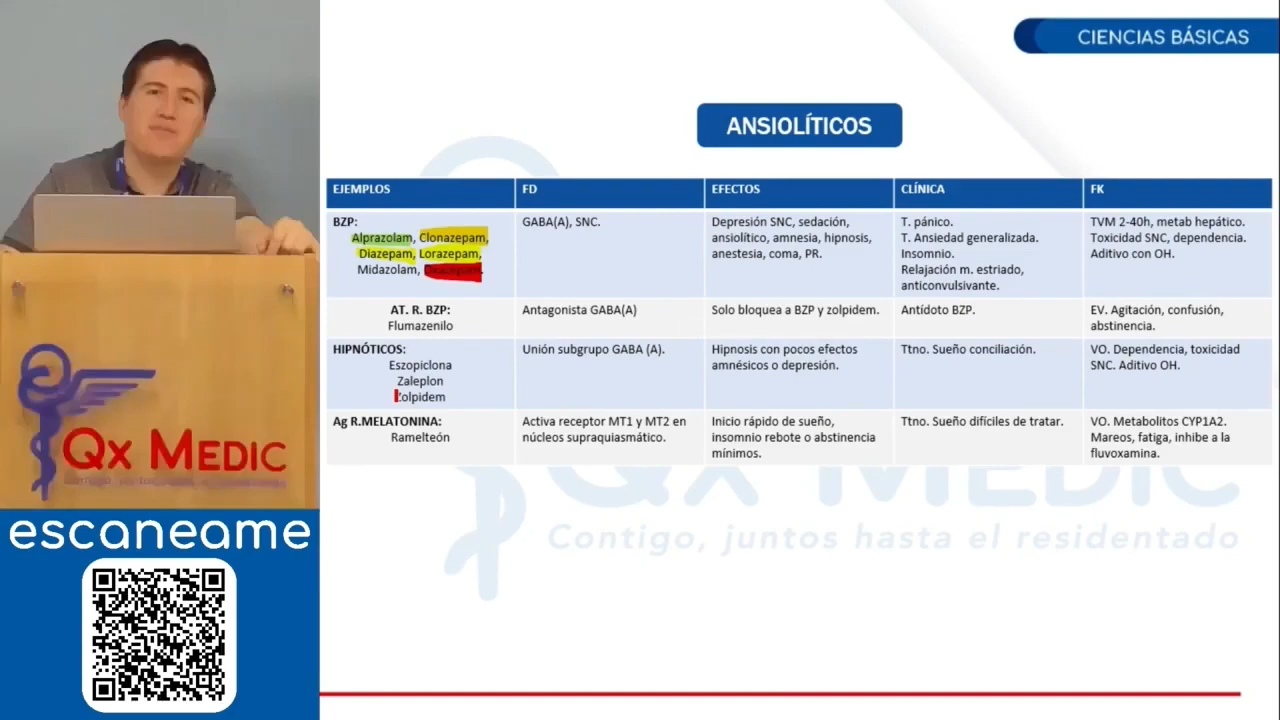 CIENCIAS BÁSICAS
ANSIOLÍTICOS
EJEMPLOS
FD
EFECTOS
CLÍNICA
FK
BZP:
Alprazolam, Clonazepam,
Diazepam, Lorazepam,
Midazolam,
GABA(A), SNC.
Depresión SNC, sedación,
ansiolítico, amnesia, hipnosis,
anestesia, coma, PR.
T. pánico.
T. Ansiedad generalizada.
Insomnio.
Relajación m. estriado,
anticonvulsivante.
TVM 2-40h, metab hepático.
Toxicidad SNC, dependencia.
Aditivo con OH.
AT. R. BZP:
Flumazenilo
Antagonista GABA(A)
Solo bloquea a BZP y zolpidem.
Antídoto BZP.
EV. Agitación, confusión,
abstinencia.
HIPNÓTICOS:
Eszopiclona
Zaleplon
Zolpidem
Unión subgrupo GABA (A).
Hipnosis con pocos efectos
amnésicos o depresión.
Ttno. Sueño conciliación.
VO. Dependencia, toxicidad
SNC. Aditivo OH.
Ag R.MELATONINA:
Ramelteón
Activa receptor MT1 y MT2 en
núcleos supraquiasmático.
Inicio rápido de sueño,
insomnio rebote o abstinencia
mínimos.
Ttno. Sueño difíciles de tratar.
VO. Metabolitos CYP1A2.
Mareos, fatiga, inhibe a la
fluvoxamina.
Qx MEDIC
Contigo, juntos hasta el residentado
Qx MEDIC
escaneame